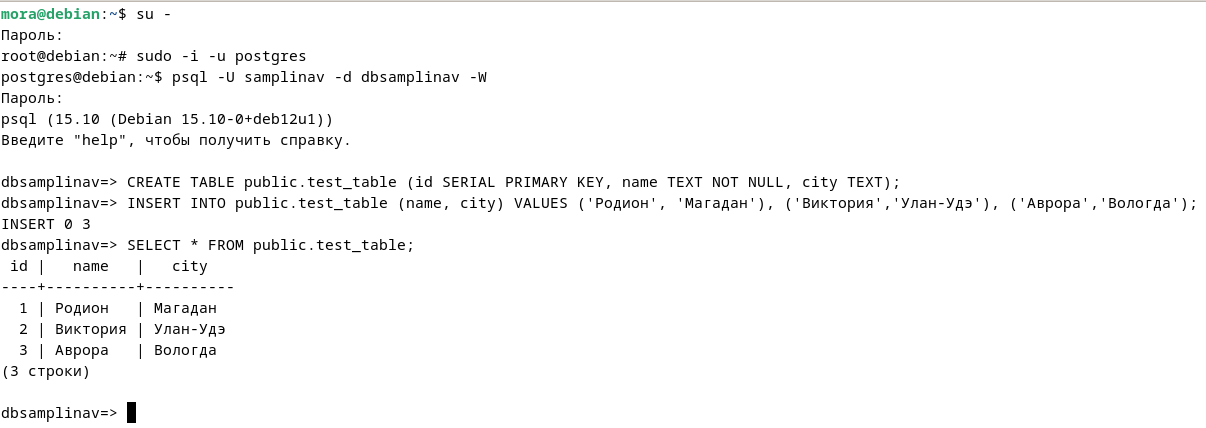 mora@debian:~$ su -
Пароль:
root@debian:~# sudo -i -u postgres
postgres@debian:~$ psql -U samplinav -d dbsamplinav -W
Пароль:
psql (15.10 (Debian 15.10-0+deb12u1))
Введите "help", чтобы получить справку.

dbsamplinav=> CREATE TABLE public.test_table (id SERIAL PRIMARY KEY, name TEXT NOT NULL, city TEXT);
dbsamplinav=> INSERT INTO public.test_table (name, city) VALUES ('Родион', 'Магадан'), ('Виктория','Улан-Удэ'), ('Аврора','Вологда');
INSERT 0 3
dbsamplinav=> SELECT * FROM public.test_table;
 id |   name   |   city
----+----------+----------
  1 | Родион   | Магадан
  2 | Виктория | Улан-Удэ
  3 | Аврора   | Вологда
(3 строки)

dbsamplinav=>